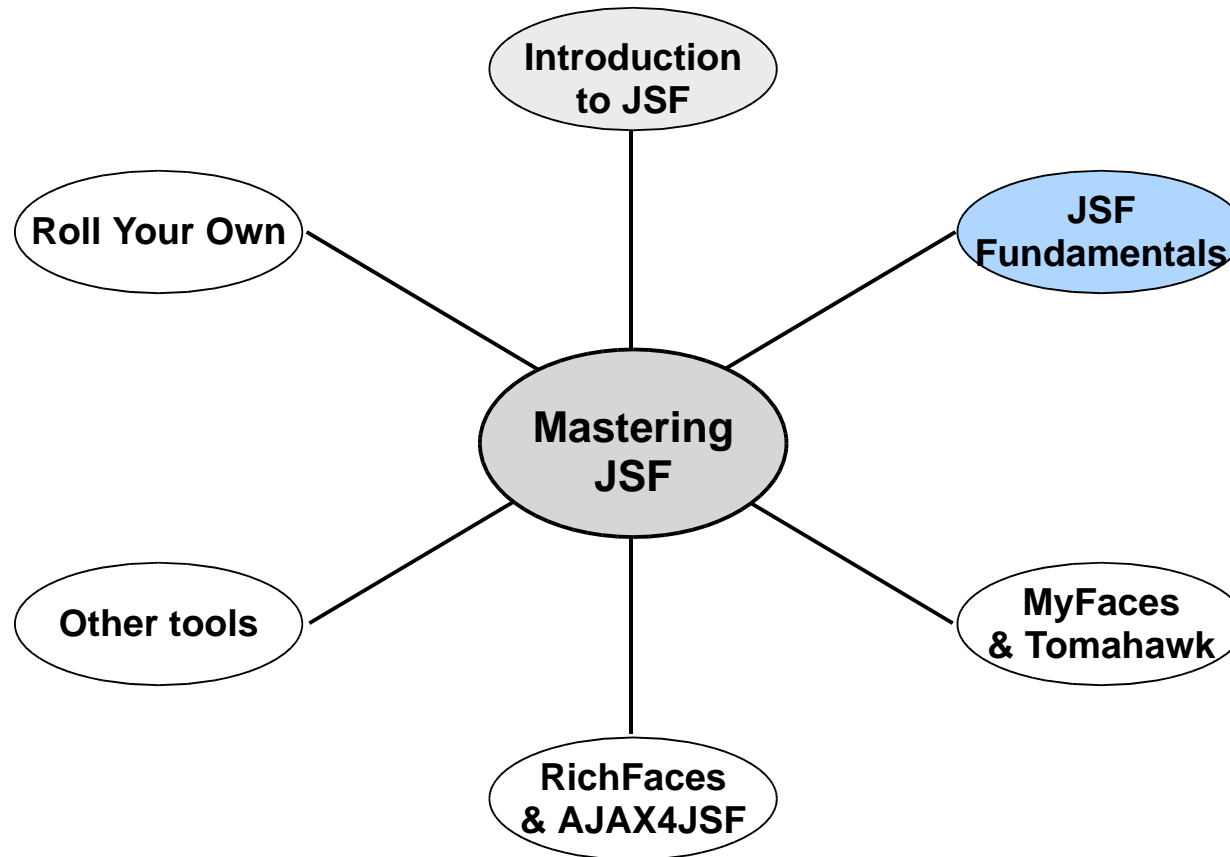 Introduction
to JSF
Roll Your Own
JSF
Fundamentals
Mastering
JSF
Other tools
MyFaces
& Tomahawk
RichFaces
& AJAX4JSF